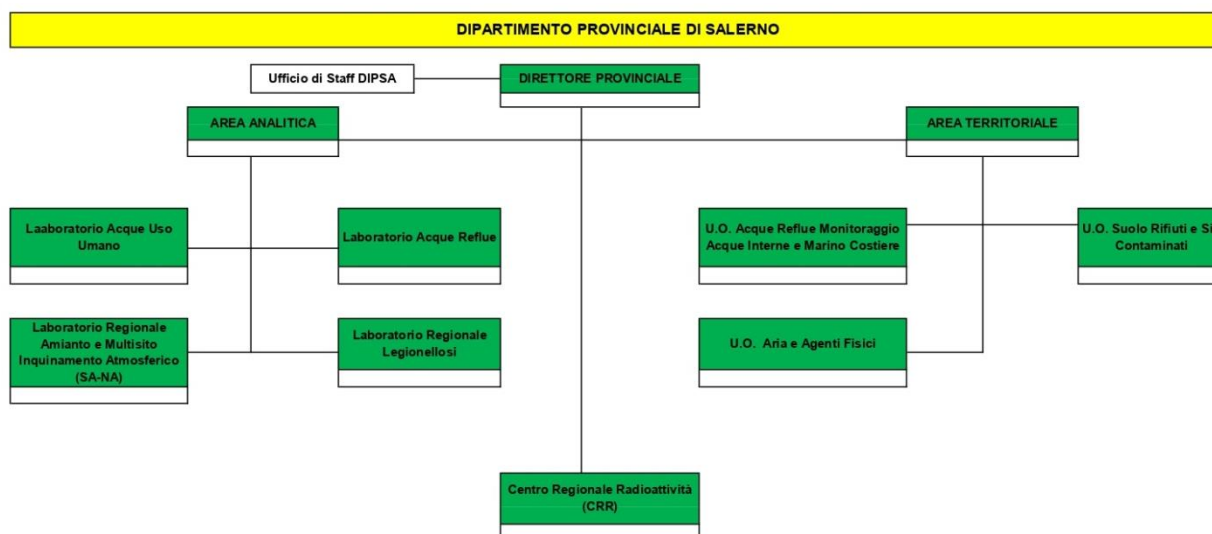 DIPARTIMENTO PROVINCIALE DI SALERNO
Ufficio di Staff DIPSA
DIRETTORE PROVINCIALE
AREA ANALITICA
AREA TERRITORIALE
Laaboratorio Acque Uso
Umano
Laboratorio Acque Reflue
U.O. Acque Reflue Monitoraggio
Acque Interne e Marino Costiere
U.O. Suolo Rifiuti e Si
Contaminati
Laboratorio Regionale
Amianto e Multisito
Inquinamento Atmosferico
(SA-NA)
Laboratorio Regionale
Legionellosi
U.O. Aria e Agenti Fisici
Centro Regionale Radioattività
(CRR)